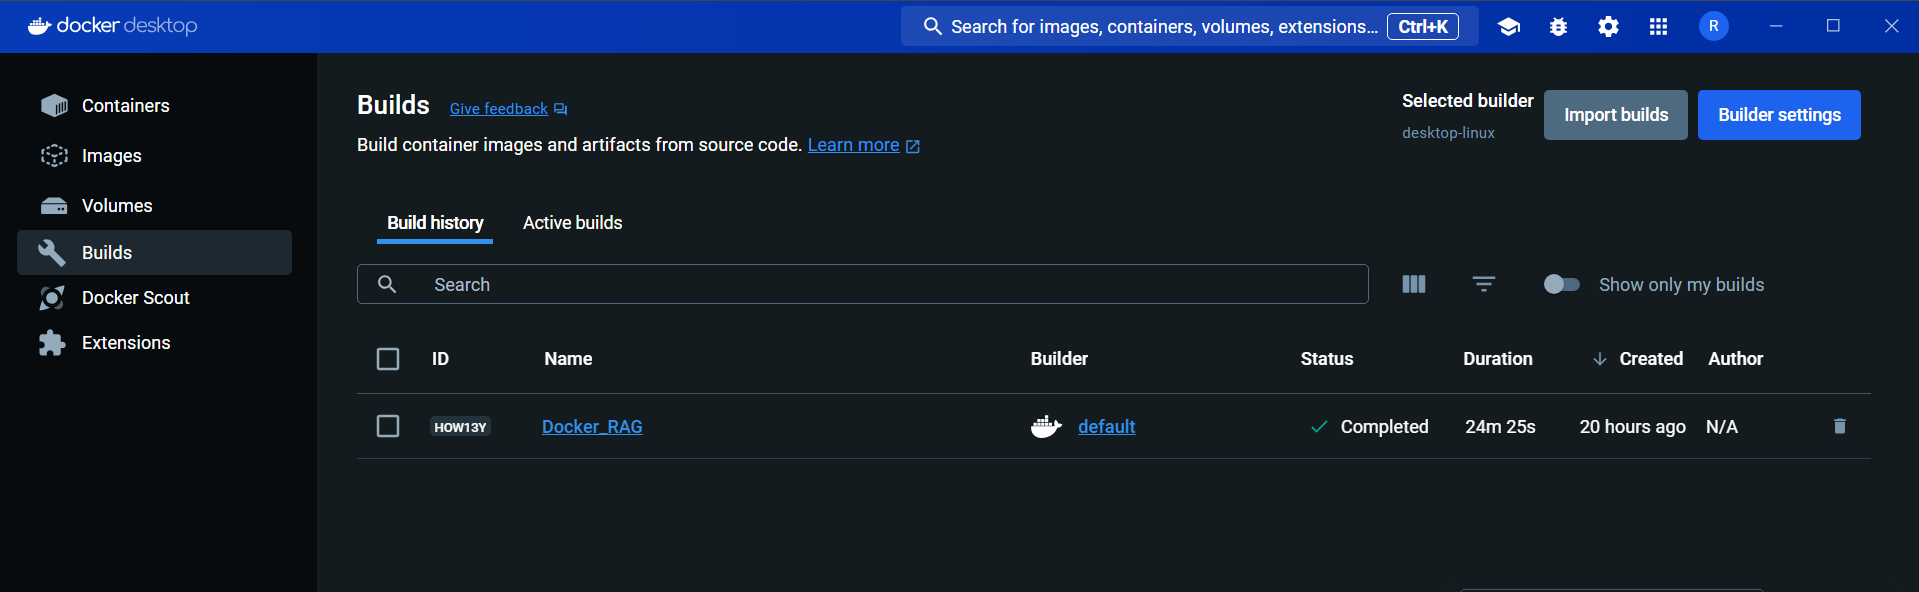 docker desktop
Search for images, containers, volumes, extensions... Ctrl+K
R
Containers
Images
Volumes
Builds
Docker Scout
Extensions
Builds Give feedback
Build container images and artifacts from source code. Learn more
Selected builder
desktop-linux
Import builds
Builder settings
Build history Active builds
Search
Show only my builds
ID Name Builder Status Duration Created Author
HOW13Y Docker_RAG default Completed 24m 25s 20 hours ago N/A